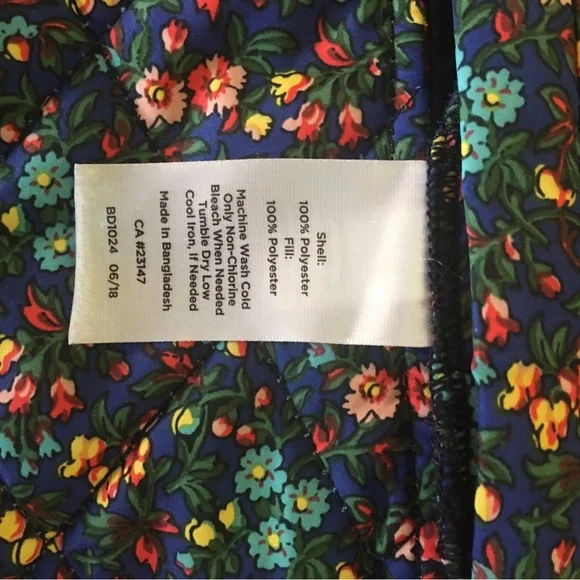 Shell:
100% Polyester
Fill:
100% Polyester
Machine Wash Cold
Only Non-Chlorine
Bleach When Needed
Tumble Dry Low
Cool Iron, If Needed
CA #23147
Made In Bangladesh
BD1024 06/18